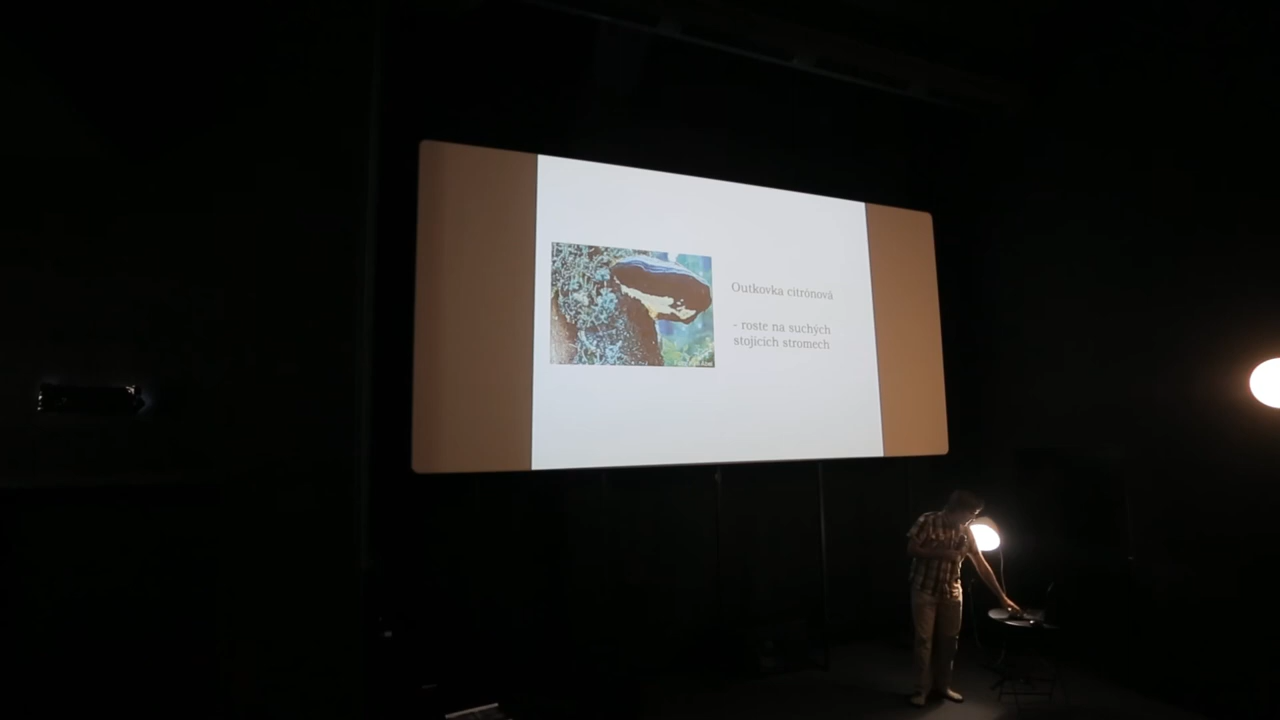 Outkovka citrónová
- roste na suchých
stojících stromech